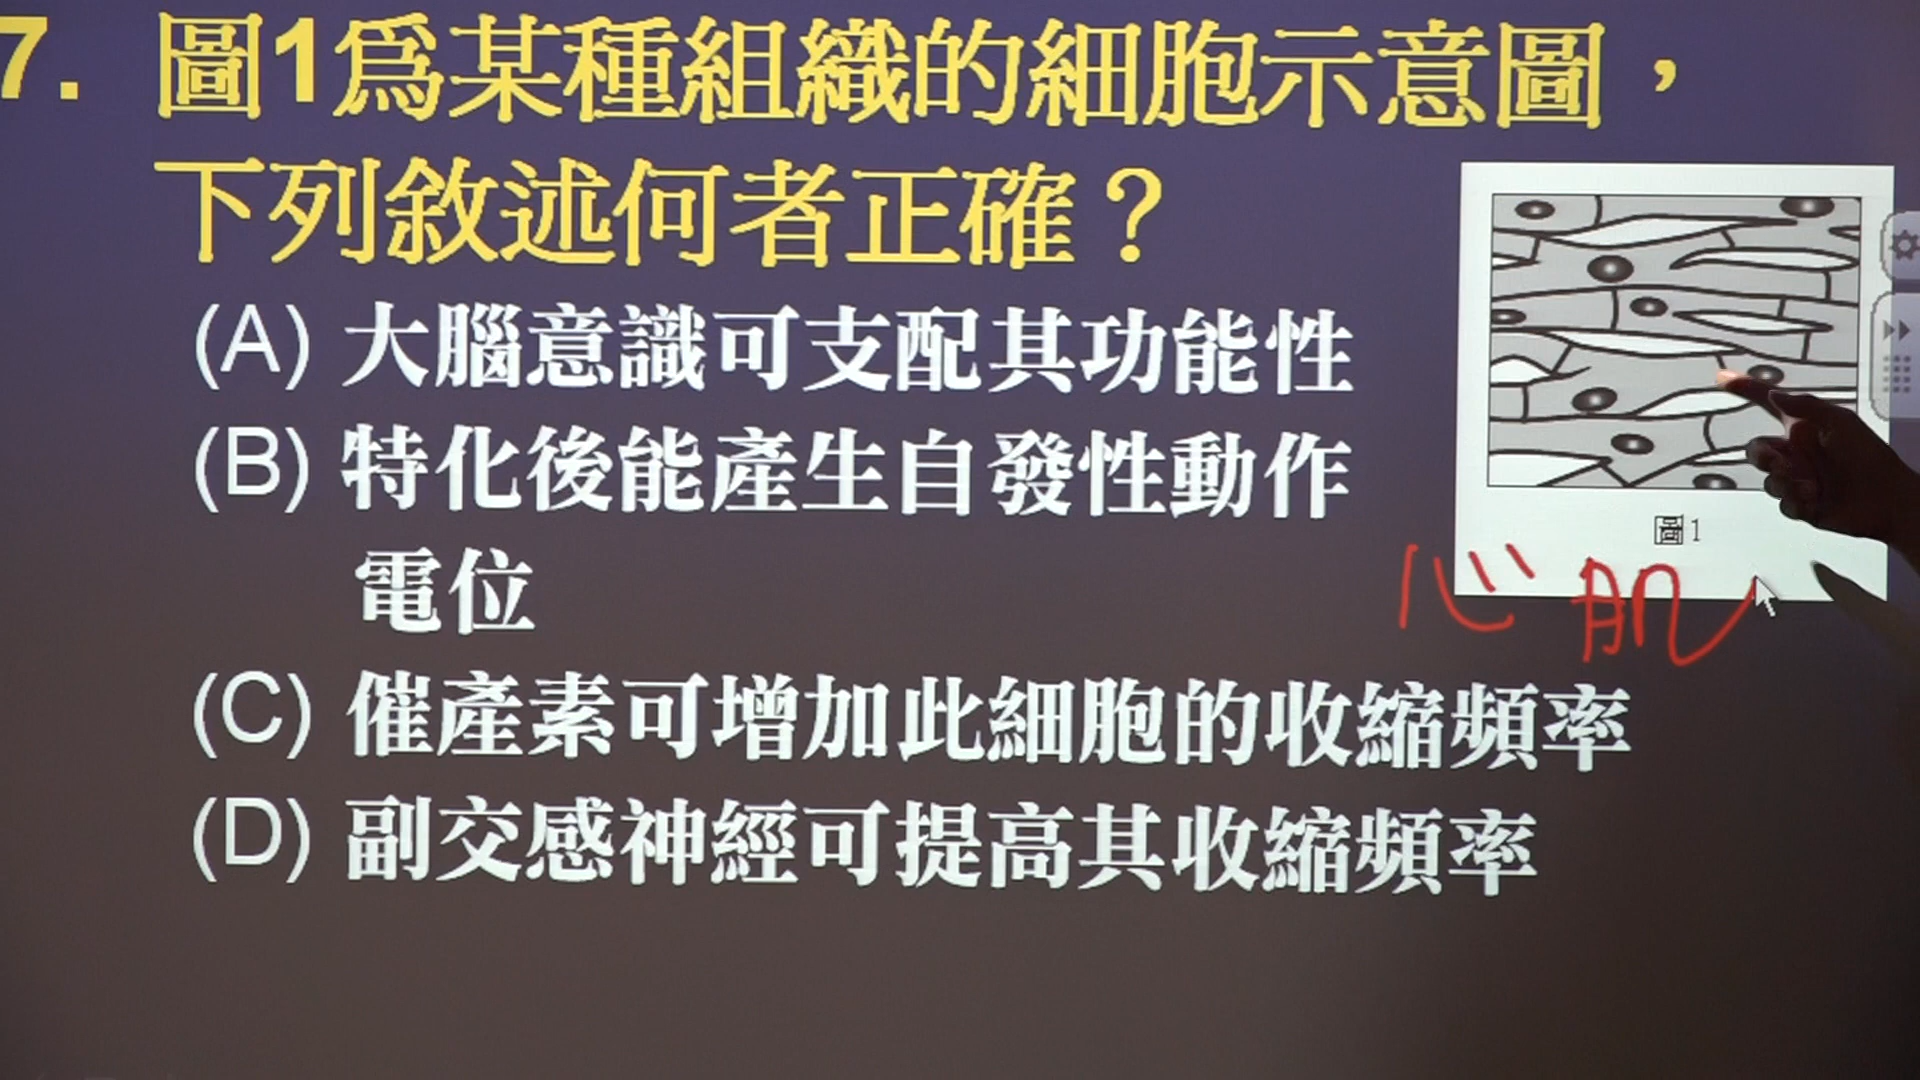 7. 圖1為某種組織的細胞示意圖，
下列敘述何者正確？
(A) 大腦意識可支配其功能性
(B) 特化後能產生自發性動作
電位
(C) 催產素可增加此細胞的收縮頻率
(D) 副交感神經可提高其收縮頻率
圖1
心肌